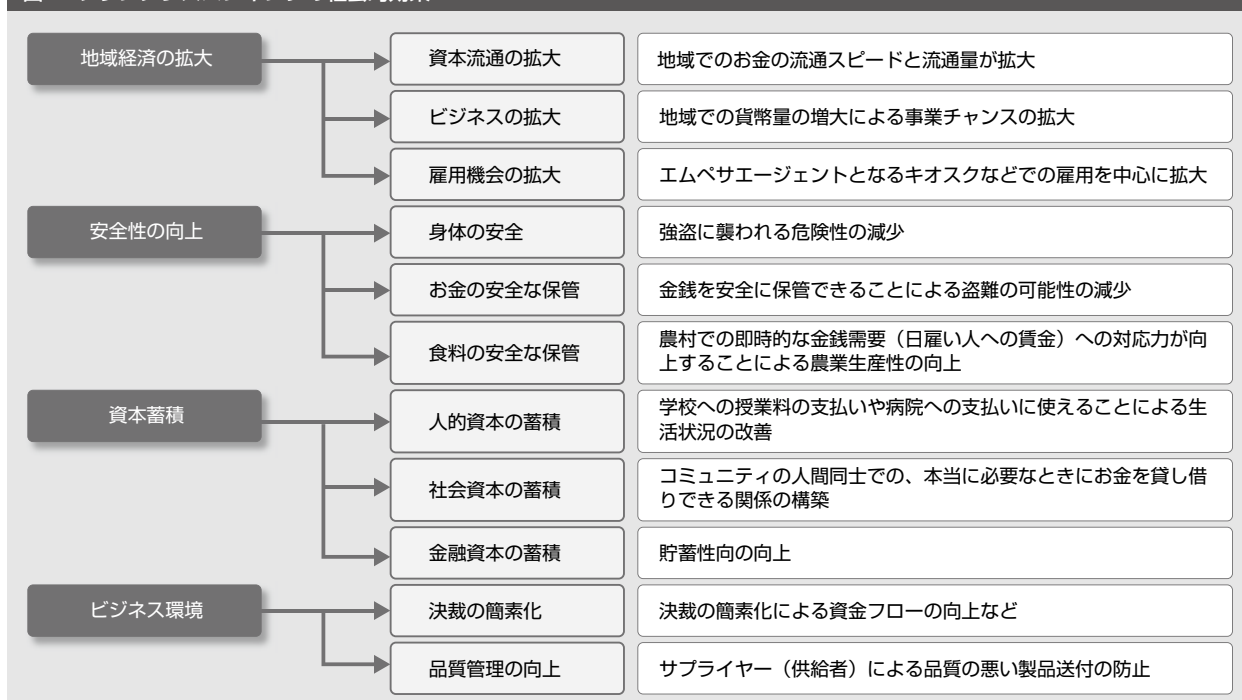 地域経済の拡大
資本流通の拡大
地域でのお金の流通スピードと流通量が拡大
ビジネスの拡大
地域での貨幣量の増大による事業チャンスの拡大
雇用機会の拡大
エムペサエージェントとなるキオスクなどでの雇用を中心に拡大
安全性の向上
身体の安全
強盗に襲われる危険性の減少
お金の安全な保管
金銭を安全に保管できることによる盗難の可能性の減少
食料の安全な保管
農村での即時的な金銭需要（日雇い人への賃金）への対応力が向
上することによる農業生産性の向上
資本蓄積
人的資本の蓄積
学校への授業料の支払いや病院への支払いに使えることによる生
活状況の改善
社会資本の蓄積
コミュニティの人間同士での、本当に必要なときにお金を貸し借
りできる関係の構築
金融資本の蓄積
貯蓄性向の向上
ビジネス環境
決裁の簡素化
決裁の簡素化による資金フローの向上など
品質管理の向上
サプライヤー（供給者）による品質の悪い製品送付の防止